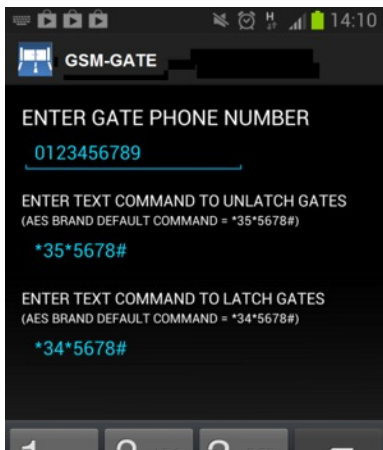 H
14:10
GSM-GATE
ENTER GATE PHONE NUMBER
0123456789
ENTER TEXT COMMAND TO UNLATCH GATES
(AES BRAND DEFAULT COMMAND = *35*5678#)
*35*5678#
ENTER TEXT COMMAND TO LATCH GATES
(AES BRAND DEFAULT COMMAND = *34*5678#)
*34*5678#